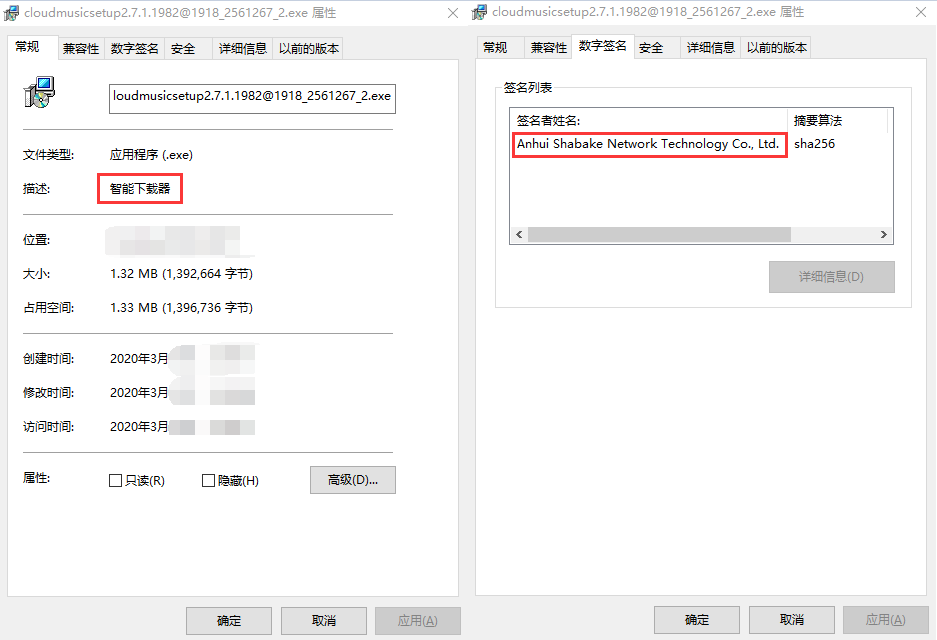 cloudmusicsetup2.7.1.1982@1918_2561267_2.exe 属性
常规 兼容性 数字签名 安全 详细信息 以前的版本
loudmusicsetup2.7.1.1982@1918_2561267_2.exe
文件类型: 应用程序 (.exe)
描述: 智能下载器
位置:
大小: 1.32 MB (1,392,664 字节)
占用空间: 1.33 MB (1,396,736 字节)
创建时间: 2020年3月
修改时间: 2020年3月
访问时间: 2020年3月
属性: 只读(R) 隐藏(H) 高级(D)...
确定 取消 应用(A)
cloudmusicsetup2.7.1.1982@1918_2561267_2.exe 属性
常规 兼容性 数字签名 安全 详细信息 以前的版本
签名列表
签名者姓名: 摘要算法
Anhui Shabake Network Technology Co., Ltd. sha256
详细信息(D)
确定 取消 应用(A)